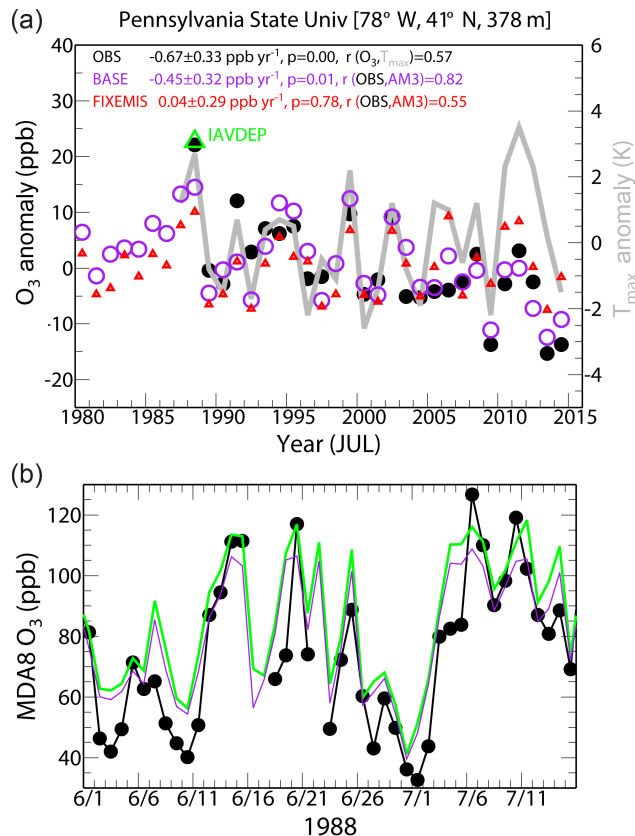 (a)
Pennsylvania State Univ [78° W, 41° N, 378 m]
OBS -0.67±0.33 ppb yr⁻¹, p=0.00, r (O₃,Tmax)=0.57
BASE -0.45±0.32 ppb yr⁻¹, p=0.01, r (OBS,AM3)=0.82
FIXEMIS 0.04±0.29 ppb yr⁻¹, p=0.78, r (OBS,AM3)=0.55
IAVDEP
O₃ anomaly (ppb)
40
30
20
10
0
-10
-20
Tmax anomaly (K)
6
4
2
0
-2
-4
1980 1985 1990 1995 2000 2005 2010 2015
Year (JUL)
(b)
MDA8 O₃ (ppb)
120
100
80
60
40
6/1 6/6 6/11 6/16 6/21 6/26 7/1 7/6 7/11
1988